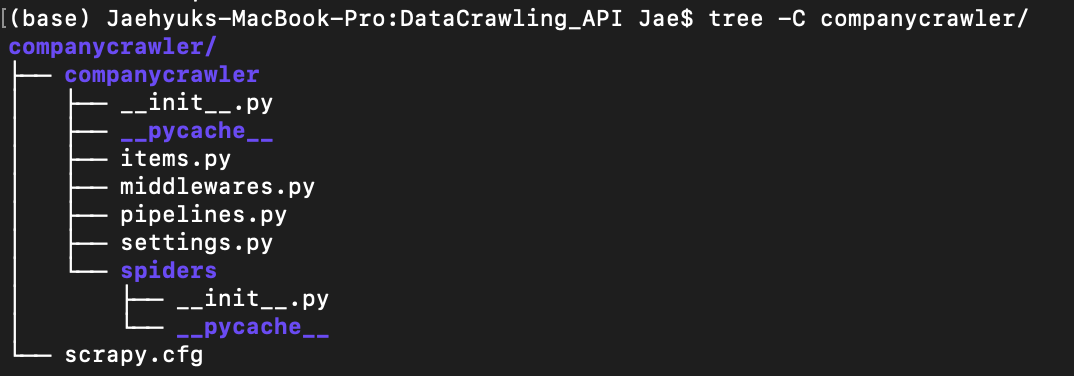 [(base) Jaehyuks-MacBook-Pro:DataCrawling_API Jae$ tree -C companycrawler/
companycrawler/
├── companycrawler
│   ├── __init__.py
│   ├── __pycache__
│   ├── items.py
│   ├── middlewares.py
│   ├── pipelines.py
│   ├── settings.py
│   └── spiders
│       ├── __init__.py
│       └── __pycache__
└── scrapy.cfg